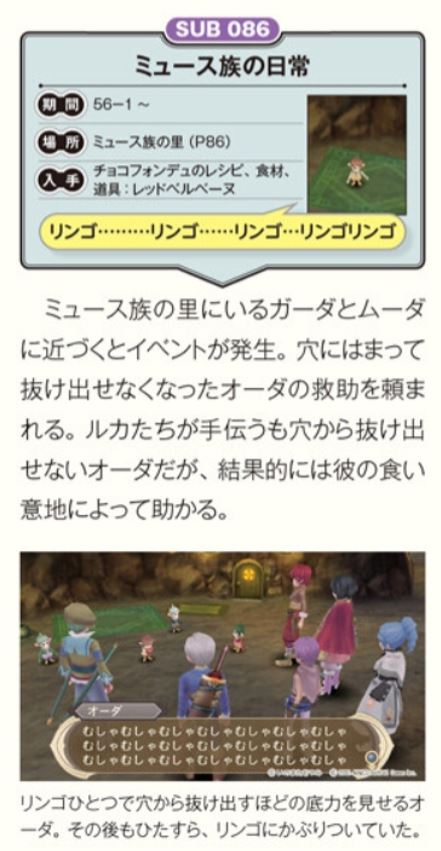 SUB 086
ミュース族の日常
期間 56−1 ～
場所 ミュース族の里（P86）
入手 チョコフォンデュのレシピ、食材、
道具：レッドベルベーヌ
リンゴ………リンゴ……リンゴ…リンゴリンゴ
ミュース族の里にいるガーダとムーダ
に近づくとイベントが発生。穴にはまって
抜け出せなくなったオーダの救助を頼ま
れる。ルカたちが手伝うも穴から抜け出
せないオーダだが、結果的には彼の食い
意地によって助かる。
オーダ
むしゃむしゃむしゃむしゃむしゃむしゃむしゃ
むしゃむしゃむしゃむしゃむしゃむしゃむしゃ
むしゃむしゃむしゃむしゃむしゃむしゃむしゃ
リンゴひとつで穴から抜け出すほどの底力を見せるオ
ーダ。その後もひたすら、リンゴにかぶりついていた。